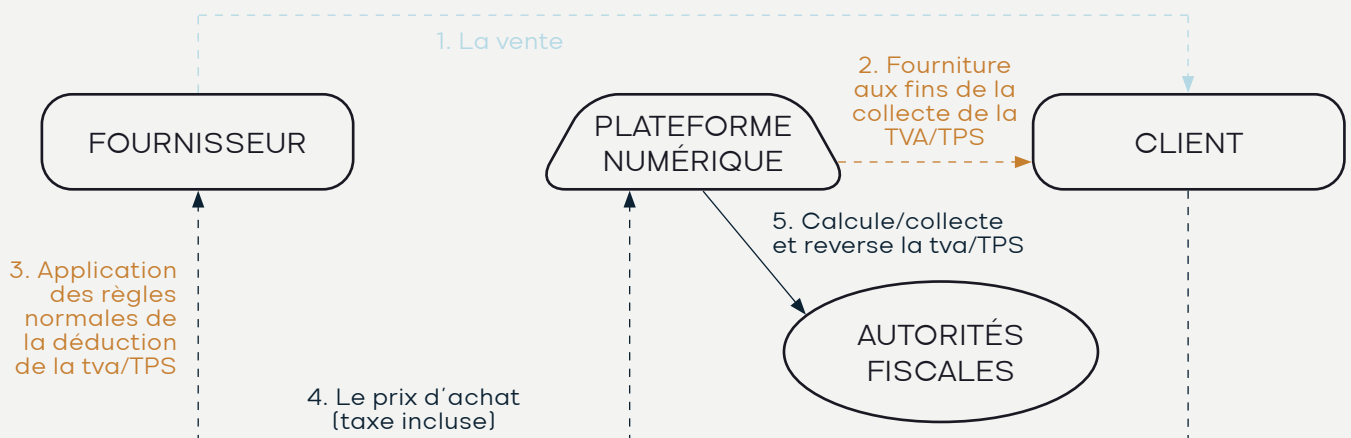 1. La vente
2. Fourniture
aux fins de la
collecte de la
TVA/TPS
FOURNISSEUR
PLATEFORME
NUMÉRIQUE
CLIENT
5. Calcule/collecte
et reverse la tva/TPS
3. Application
des règles
normales de
la déduction
de la tva/TPS
AUTORITÉS
FISCALES
4. Le prix d'achat
(taxe incluse)